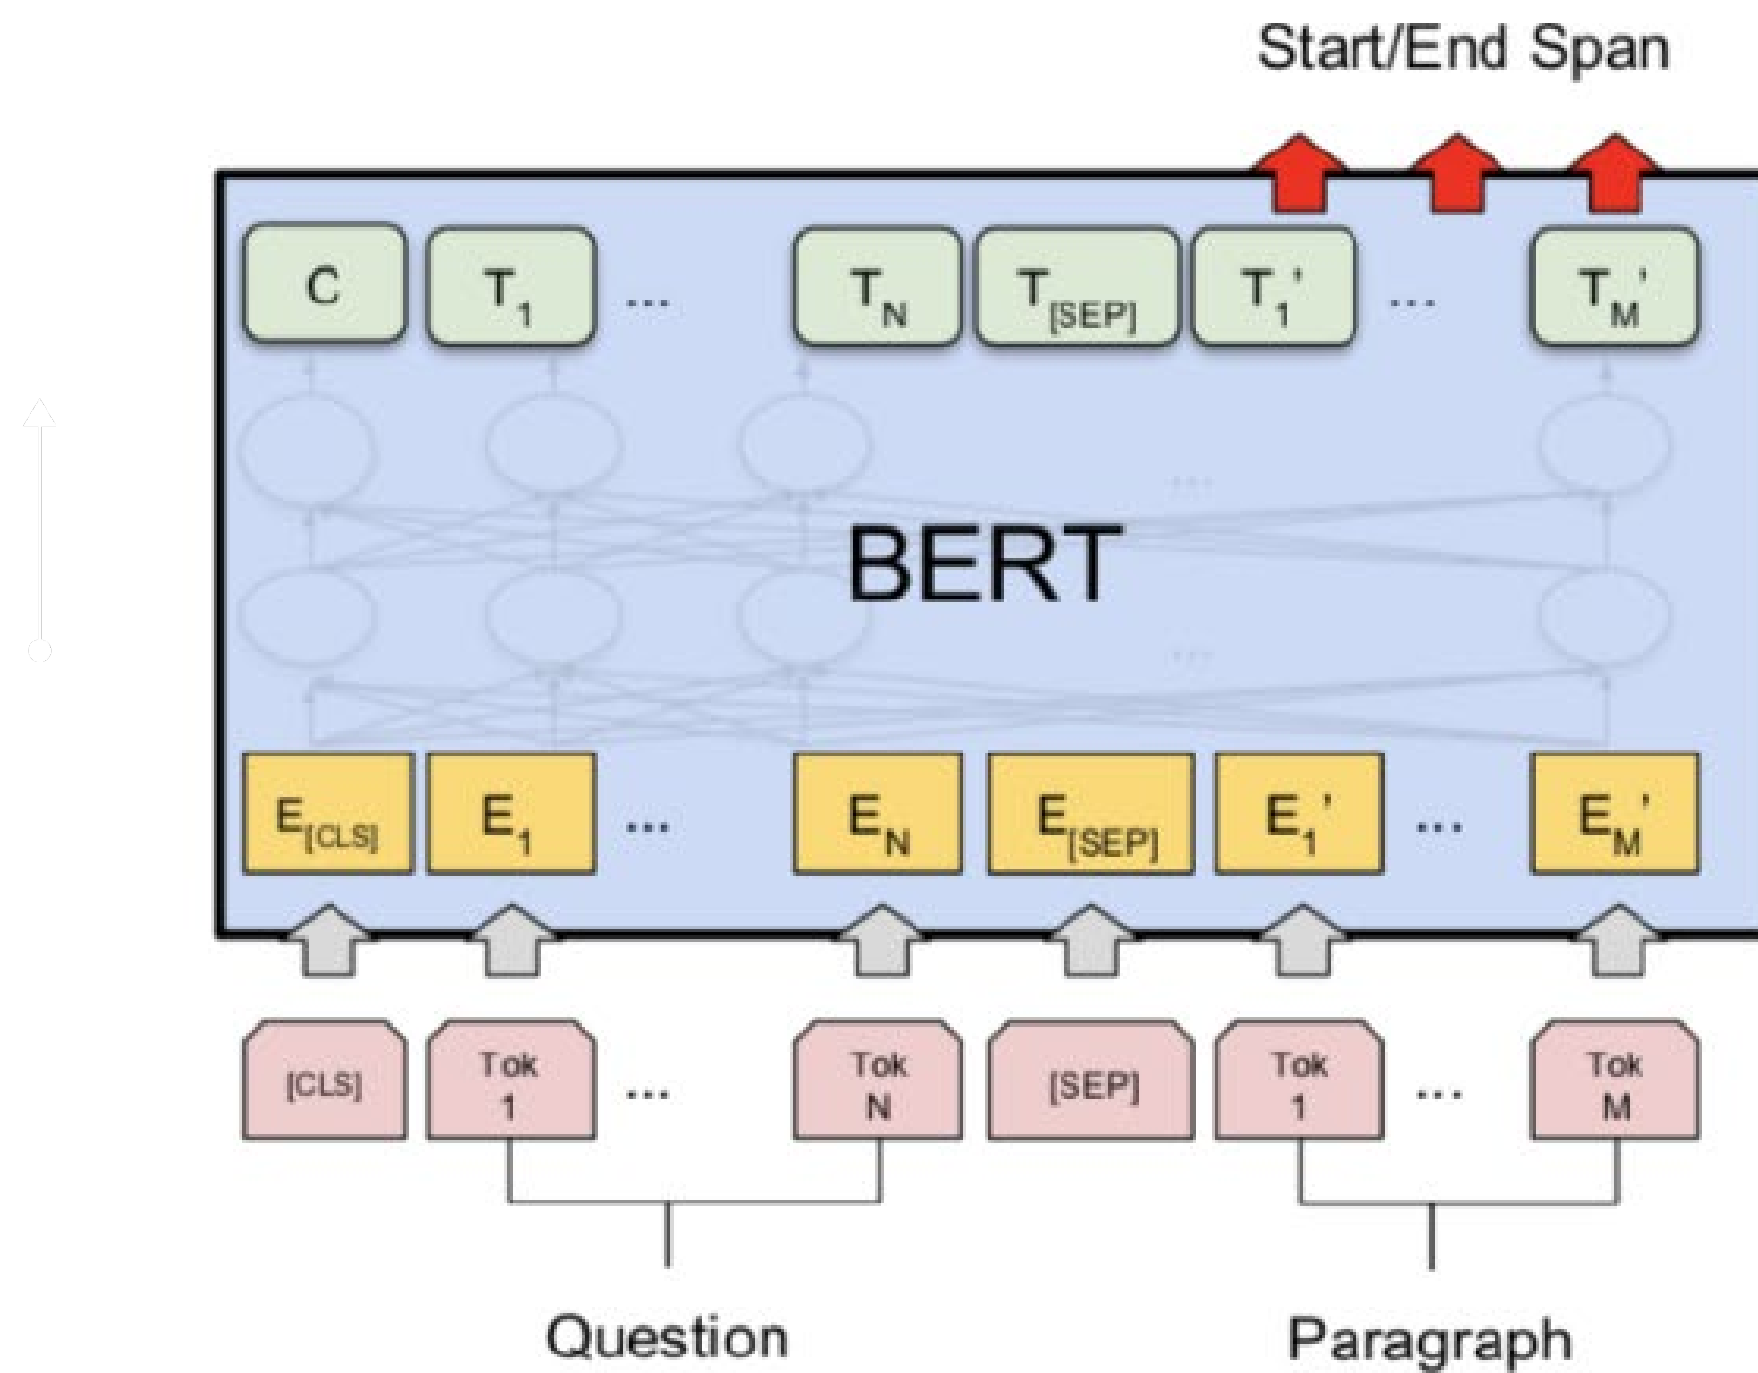 Start/End Span
C T1 ... TN T[SEP] T1' ... TM'
BERT
E[CLS] E1 ... EN E[SEP] E1' ... EM'
[CLS] Tok 1 ... Tok N [SEP] Tok 1 ... Tok M
Question Paragraph